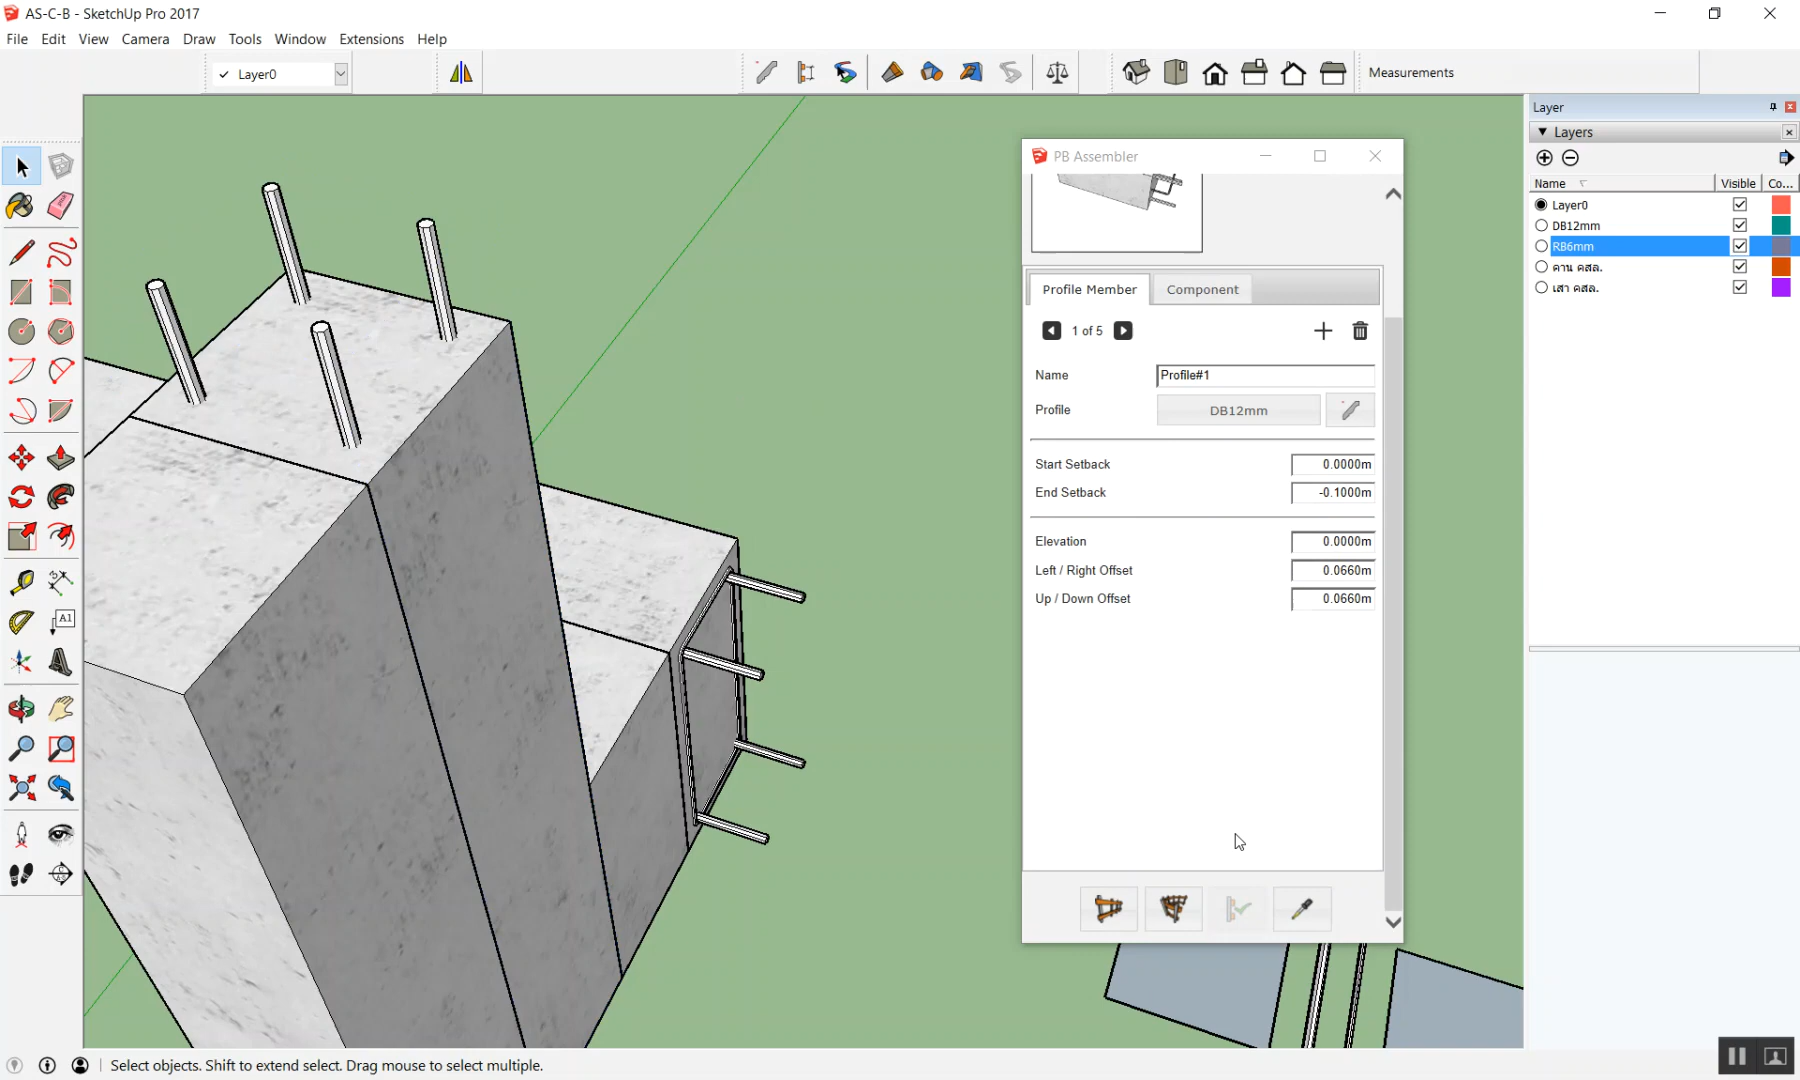 AS-C-B - SketchUp Pro 2017
File Edit View Camera Draw Tools Window Extensions Help
Layer0
Measurements
Layer
Layers
Name Visible Co...
Layer0
DB12mm
RB6mm
คาน คสล.
เสา คสล.
PB Assembler
Profile Member Component
1 of 5
Name Profile#1
Profile DB12mm
Start Setback 0.0000m
End Setback -0.1000m
Elevation 0.0000m
Left / Right Offset 0.0660m
Up / Down Offset 0.0660m
A1
Select objects. Shift to extend select. Drag mouse to select multiple.